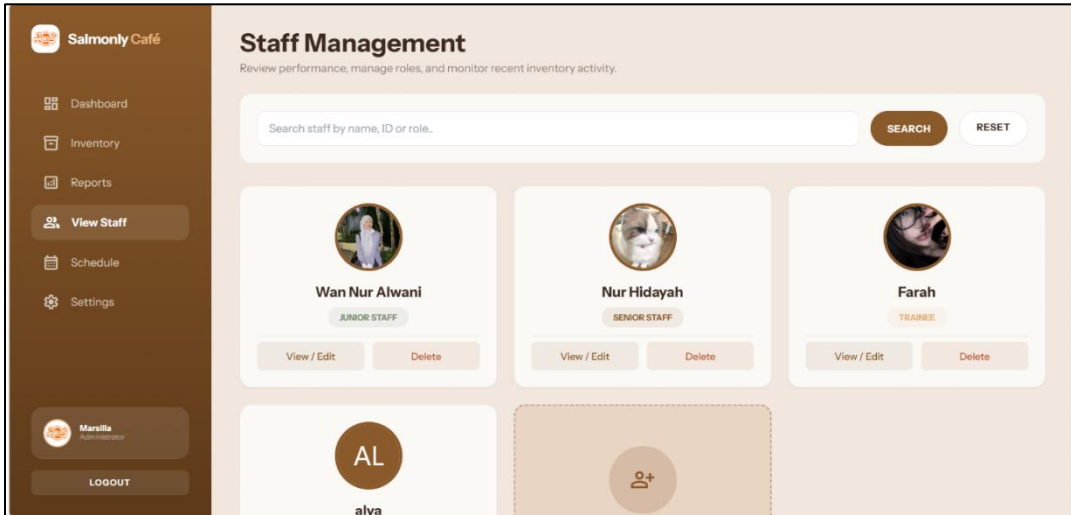 Salmonly Café
Dashboard
Inventory
Reports
View Staff
Schedule
Settings
Marsilla
Administrator
LOGOUT
Staff Management
Review performance, manage roles, and monitor recent inventory activity.
Search staff by name, ID or role..
SEARCH
RESET
Wan Nur Alwani
JUNIOR STAFF
View / Edit
Delete
Nur Hidayah
SENIOR STAFF
View / Edit
Delete
Farah
TRAINEE
View / Edit
Delete
AL
alya